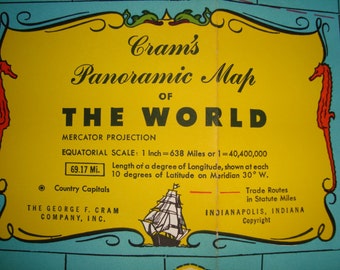 Cram's
Panoramic Map
OF
THE WORLD
MERCATOR PROJECTION
EQUATORIAL SCALE: 1 Inch=638 Miles or 1=40,400,000
69.17 Mi.
Length of a degree of Longitude, shown at each
10 degrees of Latitude on Meridian 30° W.
Country Capitals
Trade Routes
in Statute Miles
THE GEORGE F. CRAM
COMPANY, INC.
INDIANAPOLIS, INDIANA
Copyright